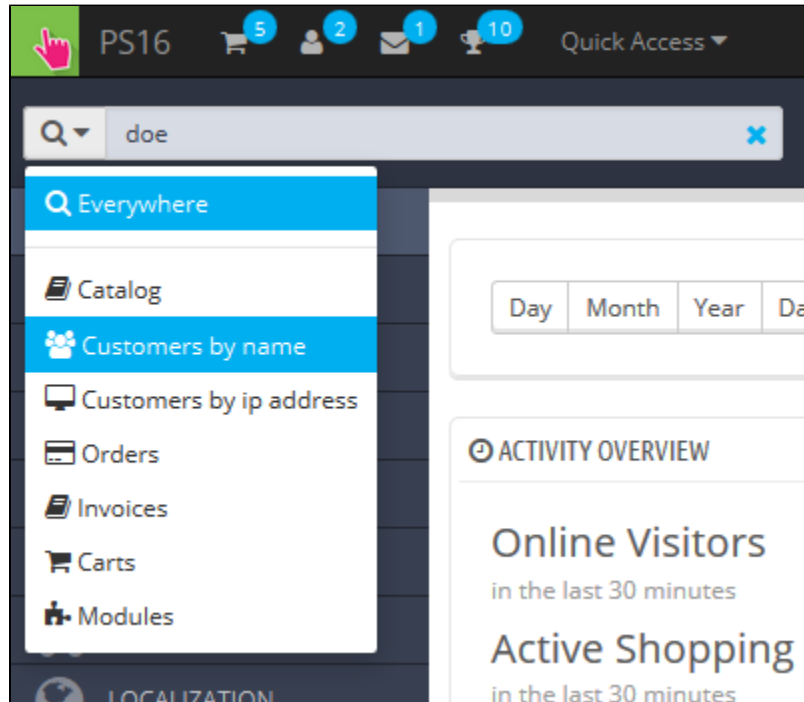 PS16 5 2 1 10 Quick Access
doe
Everywhere
Catalog
Customers by name
Customers by ip address
Orders
Invoices
Carts
Modules
Day Month Year Da
ACTIVITY OVERVIEW
Online Visitors
in the last 30 minutes
Active Shopping
in the last 30 minutes
LOCALIZATION